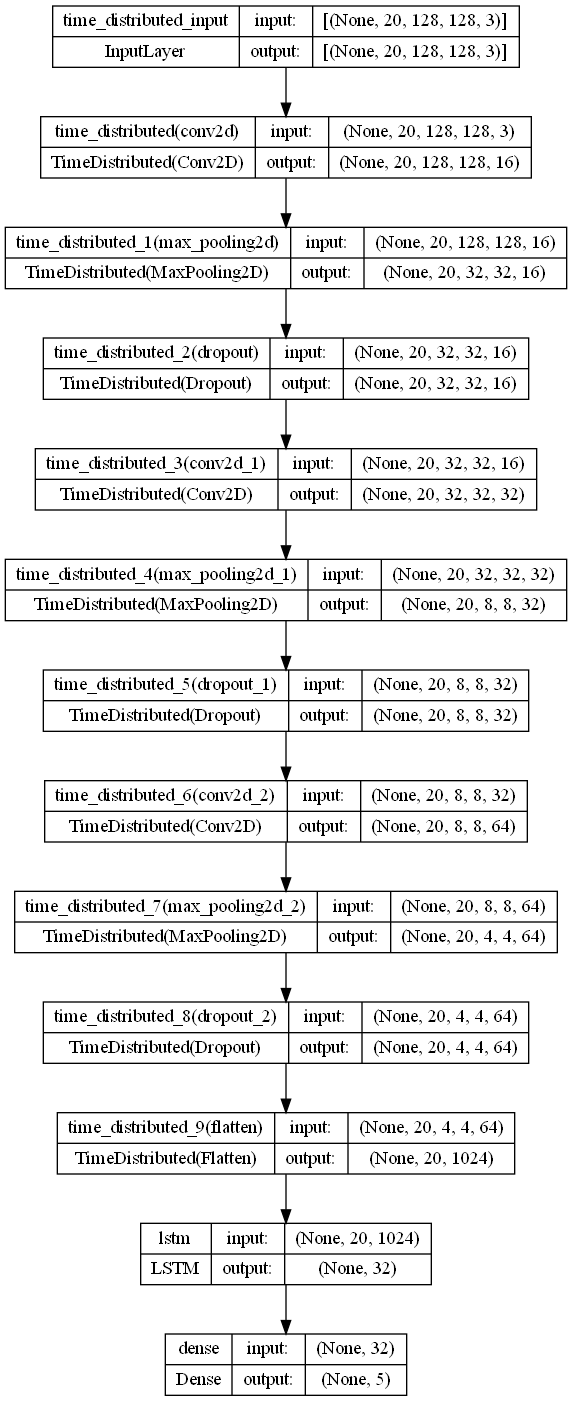 time_distributed_input input: [(None, 20, 128, 128, 3)]
InputLayer output: [(None, 20, 128, 128, 3)]
time_distributed(conv2d) input: (None, 20, 128, 128, 3)
TimeDistributed(Conv2D) output: (None, 20, 128, 128, 16)
time_distributed_1(max_pooling2d) input: (None, 20, 128, 128, 16)
TimeDistributed(MaxPooling2D) output: (None, 20, 32, 32, 16)
time_distributed_2(dropout) input: (None, 20, 32, 32, 16)
TimeDistributed(Dropout) output: (None, 20, 32, 32, 16)
time_distributed_3(conv2d_1) input: (None, 20, 32, 32, 16)
TimeDistributed(Conv2D) output: (None, 20, 32, 32, 32)
time_distributed_4(max_pooling2d_1) input: (None, 20, 32, 32, 32)
TimeDistributed(MaxPooling2D) output: (None, 20, 8, 8, 32)
time_distributed_5(dropout_1) input: (None, 20, 8, 8, 32)
TimeDistributed(Dropout) output: (None, 20, 8, 8, 32)
time_distributed_6(conv2d_2) input: (None, 20, 8, 8, 32)
TimeDistributed(Conv2D) output: (None, 20, 8, 8, 64)
time_distributed_7(max_pooling2d_2) input: (None, 20, 8, 8, 64)
TimeDistributed(MaxPooling2D) output: (None, 20, 4, 4, 64)
time_distributed_8(dropout_2) input: (None, 20, 4, 4, 64)
TimeDistributed(Dropout) output: (None, 20, 4, 4, 64)
time_distributed_9(flatten) input: (None, 20, 4, 4, 64)
TimeDistributed(Flatten) output: (None, 20, 1024)
lstm input: (None, 20, 1024)
LSTM output: (None, 32)
dense input: (None, 32)
Dense output: (None, 5)